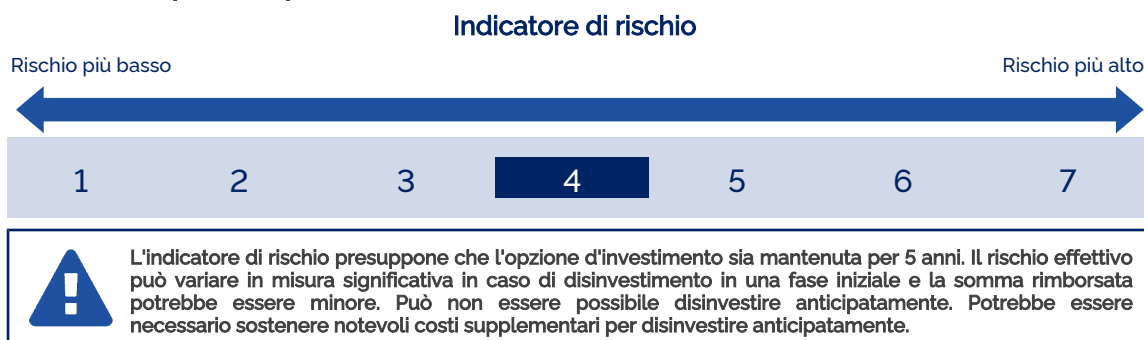 Indicatore di rischio
Rischio più basso
Rischio più alto
1 2 3 4 5 6 7
L'indicatore di rischio presuppone che l'opzione d'investimento sia mantenuta per 5 anni. Il rischio effettivo
può variare in misura significativa in caso di disinvestimento in una fase iniziale e la somma rimborsata
potrebbe essere minore. Può non essere possibile disinvestire anticipatamente. Potrebbe essere
necessario sostenere notevoli costi supplementari per disinvestire anticipatamente.